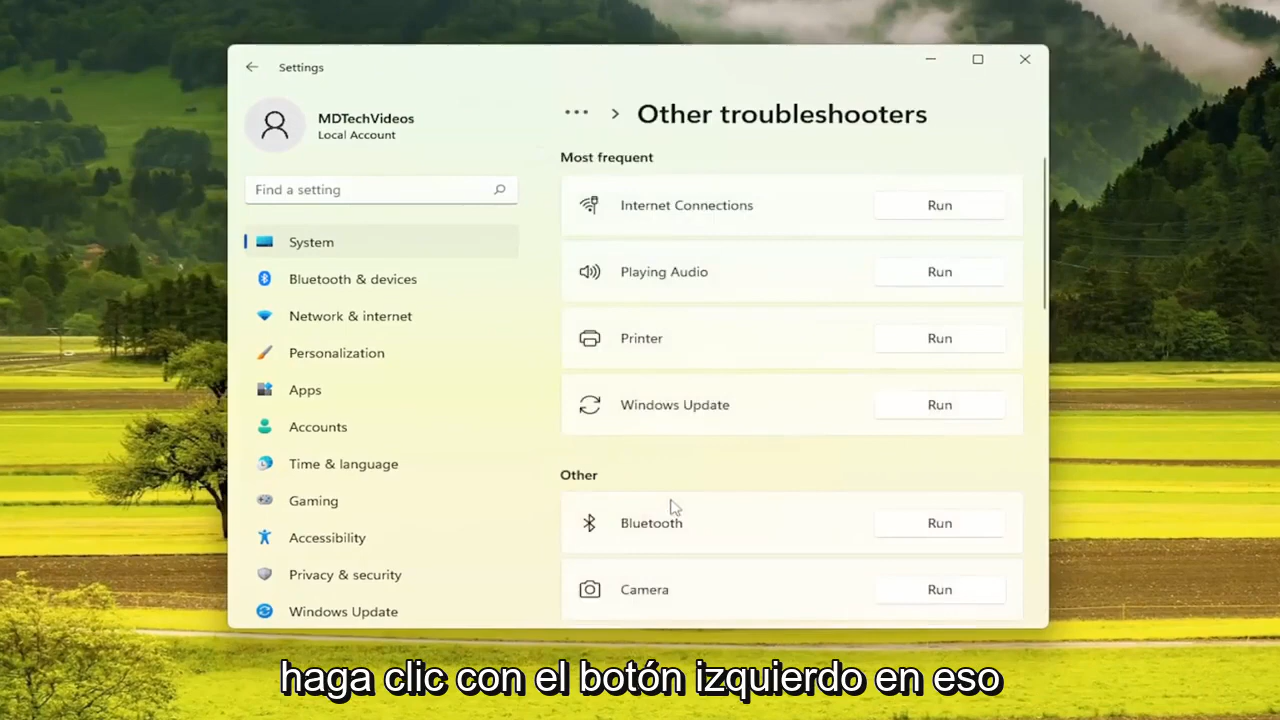 Settings
MDTechVideos
Local Account
Find a setting
System
Bluetooth & devices
Network & internet
Personalization
Apps
Accounts
Time & language
Gaming
Accessibility
Privacy & security
Windows Update
... > Other troubleshooters
Most frequent
Internet Connections Run
Playing Audio Run
Printer Run
Windows Update Run
Other
Bluetooth Run
Camera Run
haga clic con el botón izquierdo en eso